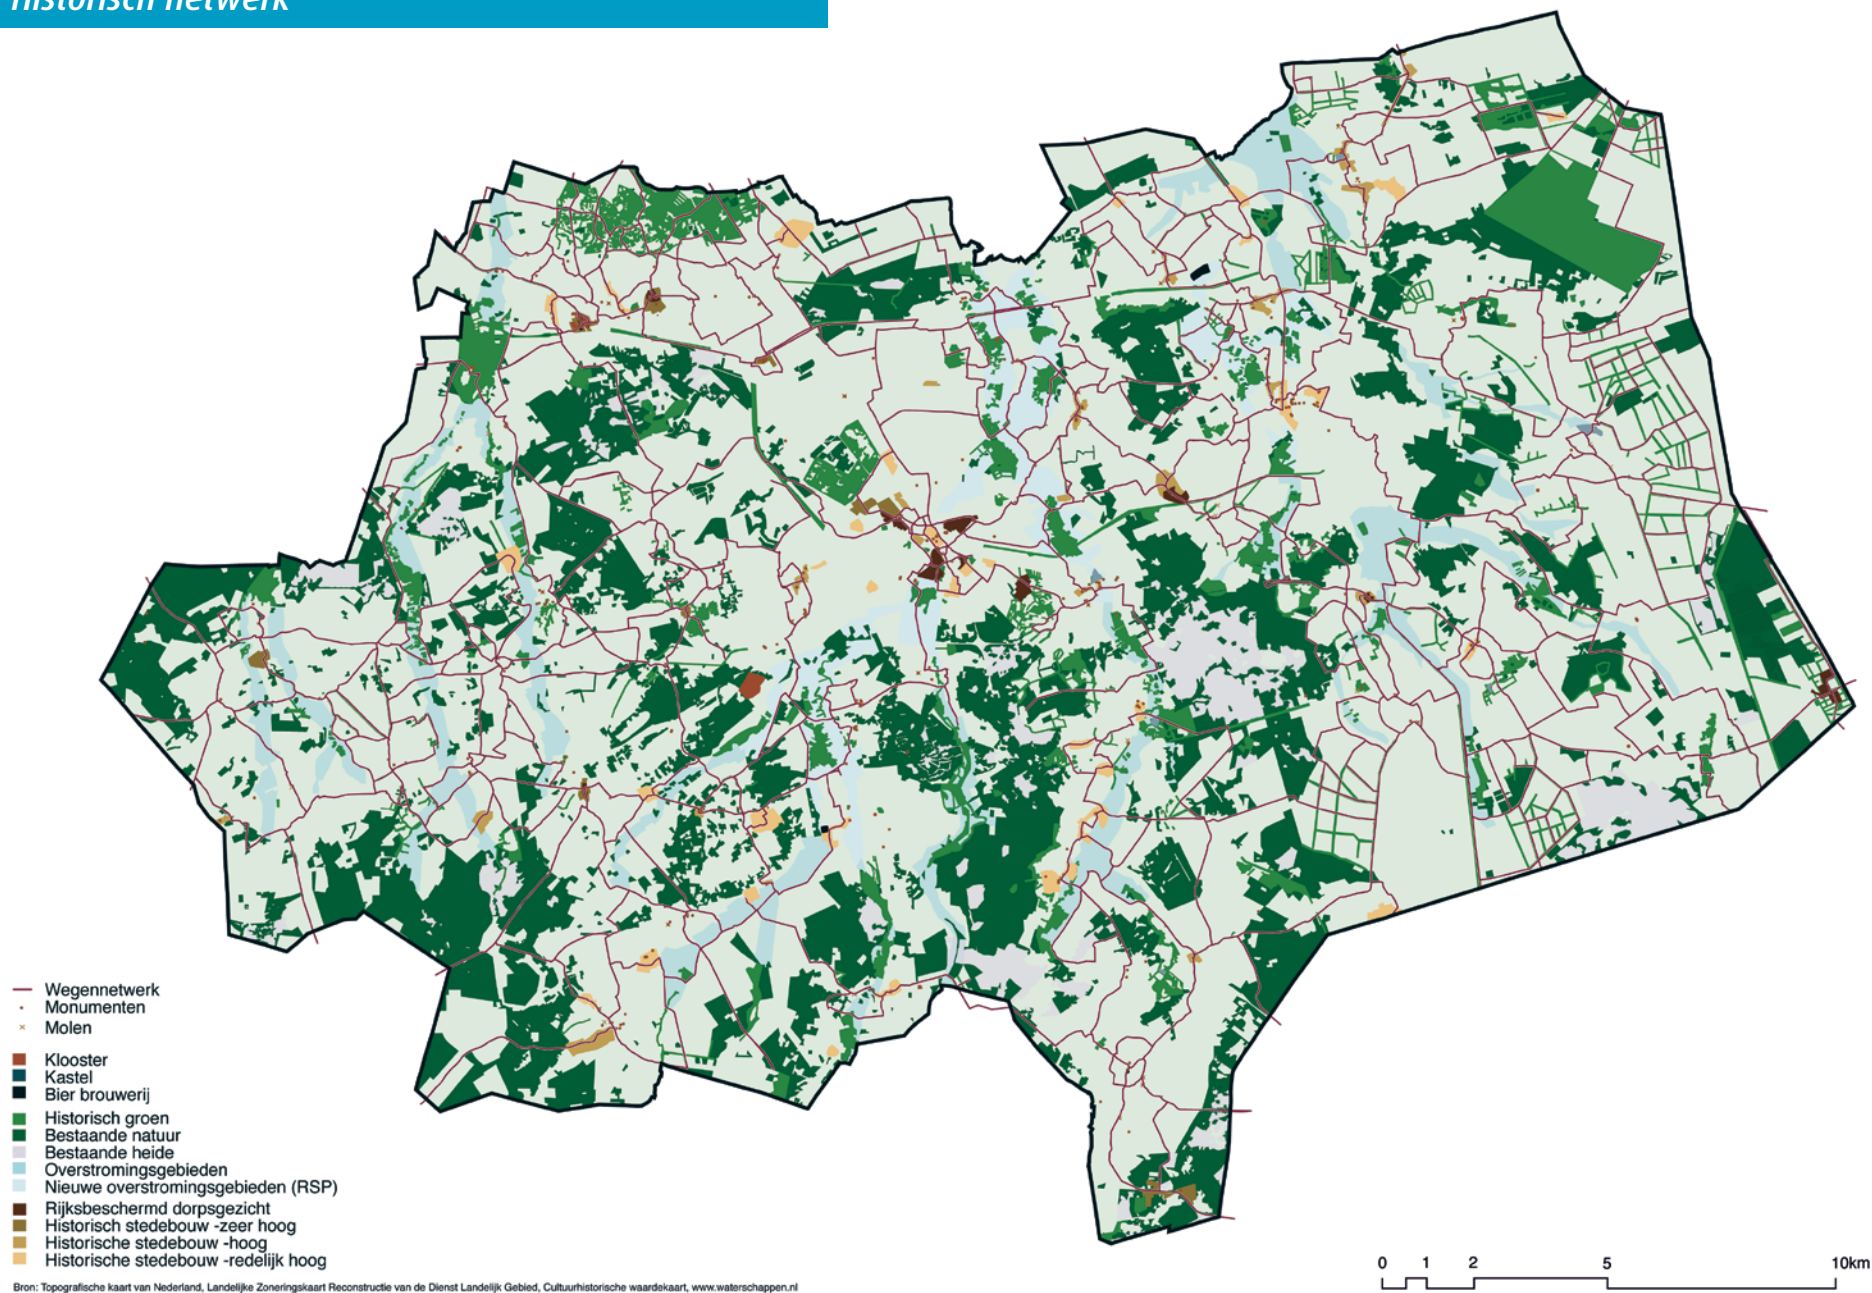 Historisch netwerk
Wegennetwerk
Monumenten
Molen
Klooster
Kastel
Bier brouwerij
Historisch groen
Bestaande natuur
Bestaande heide
Overstromingsgebieden
Nieuwe overstromingsgebieden (RSP)
Rijksbeschermd dorpsgezicht
Historisch stedebouw -zeer hoog
Historische stedebouw -hoog
Historische stedebouw -redelijk hoog
Bron: Topografische kaart van Nederland, Landelijke Zoneringskaart Reconstructie van de Dienst Landelijk Gebied, Cultuurhistorische waardekaart, www.waterschappen.nl
0 1 2 5 10km